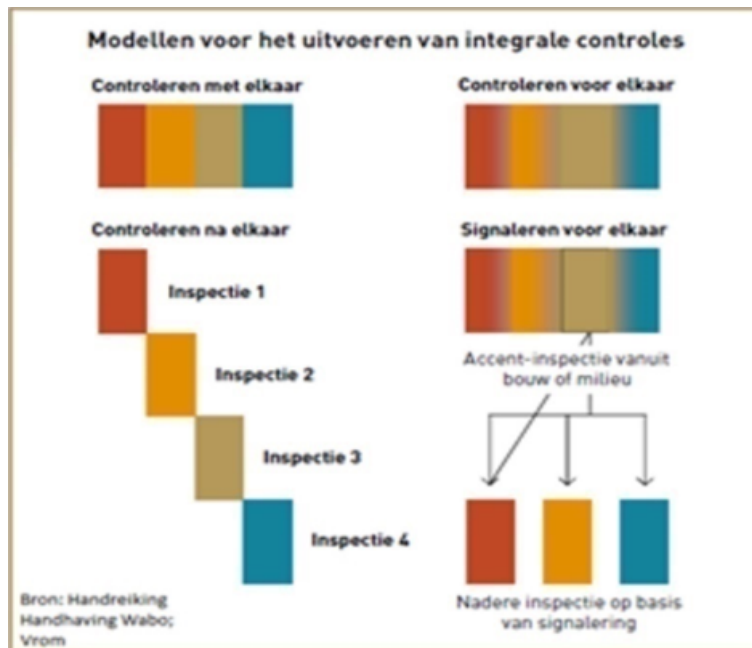 Modellen voor het uitvoeren van integrale controles
Controleren met elkaar
Controleren voor elkaar
Controleren na elkaar
Inspectie 1
Inspectie 2
Inspectie 3
Inspectie 4
Signaleren voor elkaar
Accent-inspectie vanuit
bouw of milieu
Nadere inspectie op basis
van signalering
Bron: Handreiking
Handhaving Wabo;
Vrom